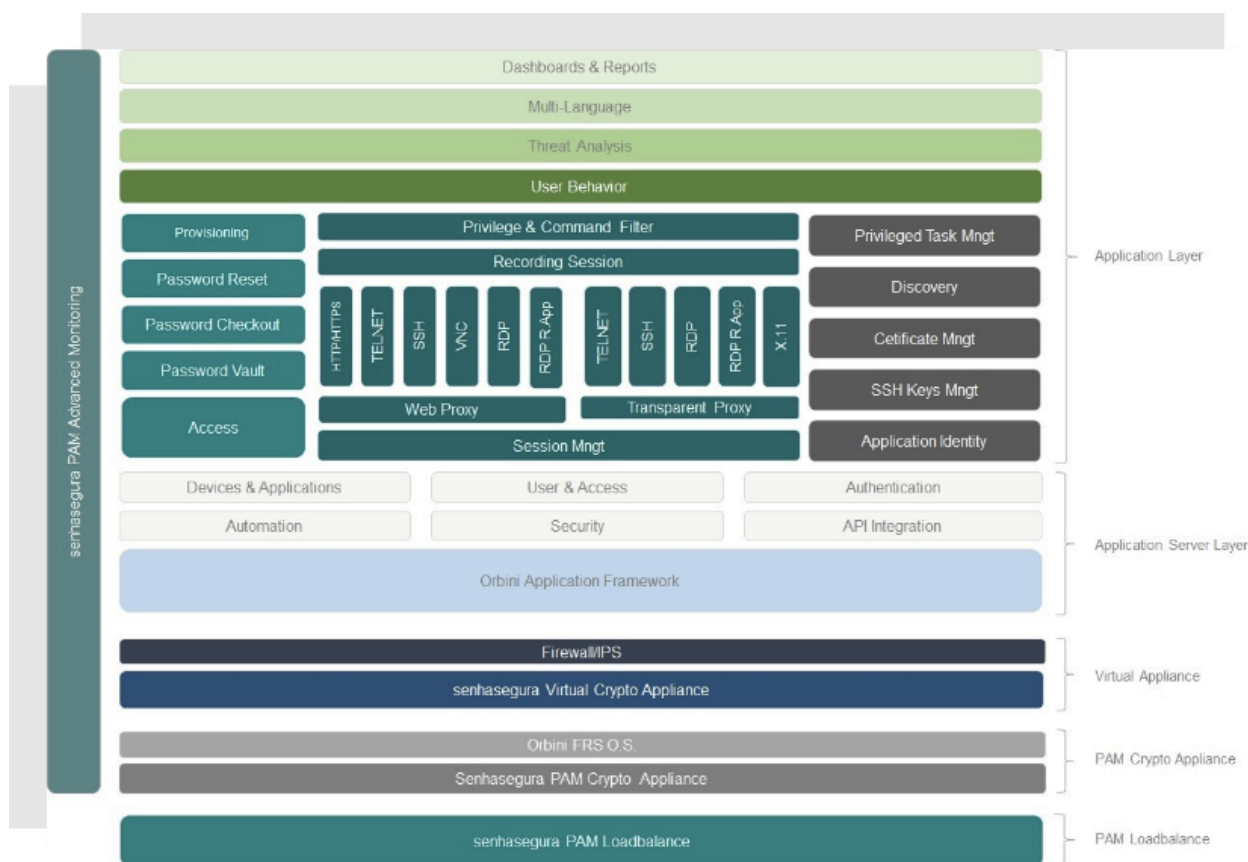 senhasegura PAM Advanced Monitoring
Dashboards & Reports
Multi-Language
Threat Analysis
User Behavior
Provisioning
Password Reset
Password Checkout
Password Vault
Access
Privilege & Command Filter
Recording Session
HTTP/HTTPS
TELNET
SSH
VNC
RDP
RDP R.App
TELNET
SSH
RDP
RDP R.App
X.11
Web Proxy
Transparent Proxy
Session Mngt
Privileged Task Mngt
Discovery
Cetificate Mngt
SSH Keys Mngt
Application Identity
Application Layer
Devices & Applications
User & Access
Authentication
Automation
Security
API Integration
Orbini Application Framework
Application Server Layer
Firewall/IPS
senhasegura Virtual Crypto Appliance
Virtual Appliance
Orbini FRS O.S.
Senhasegura PAM Crypto Appliance
PAM Crypto Appliance
senhasegura PAM Loadbalance
PAM Loadbalance